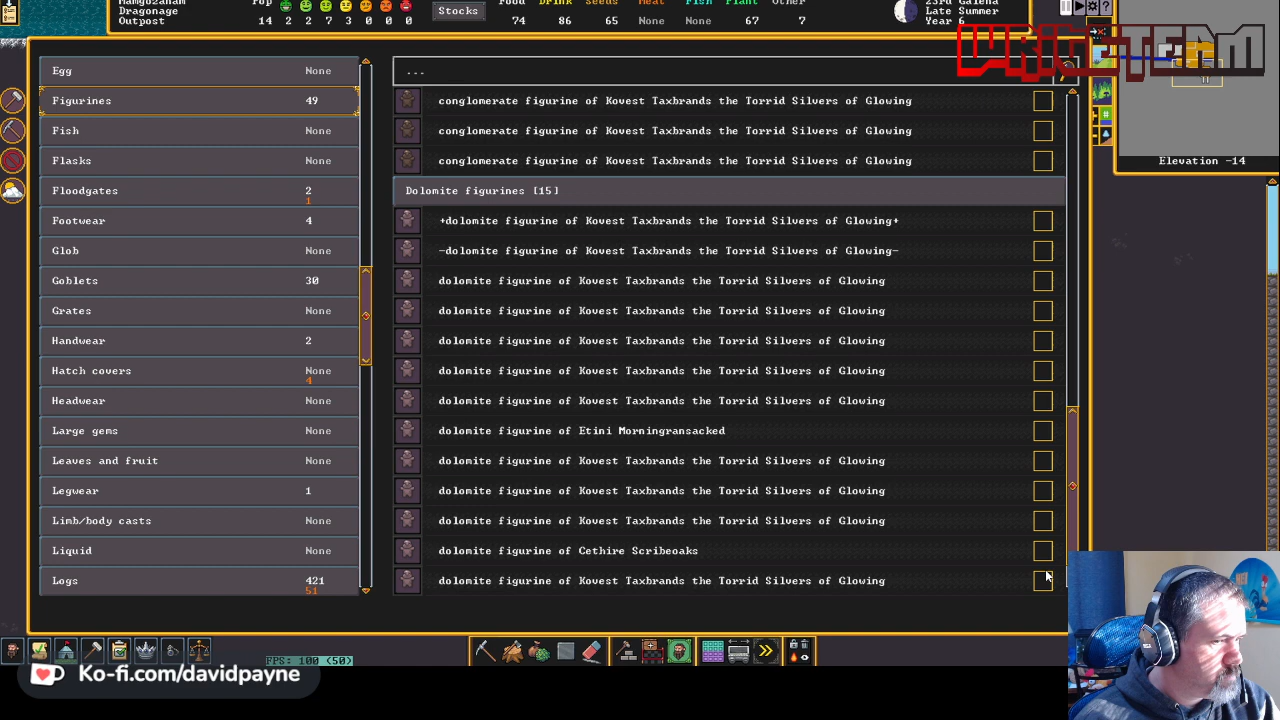 Dragonage
Outpost
Pop
14 2 2 7 3 0 0 0
Stocks
Food Drink Seeds Meat Fish Plant Other
74 86 65 None None 67 7
23rd Galena
Late Summer
Year 6
WRITE TEAM
Elevation -14
Egg None
Figurines 49
Fish None
Flasks None
Floodgates 2
1
Footwear 4
Glob None
Goblets 30
Grates None
Handwear 2
Hatch covers None
4
Headwear None
Large gems None
Leaves and fruit None
Legwear 1
Limb/body casts None
Liquid None
Logs 421
51
...
conglomerate figurine of Kovest Taxbrands the Torrid Silvers of Glowing
conglomerate figurine of Kovest Taxbrands the Torrid Silvers of Glowing
conglomerate figurine of Kovest Taxbrands the Torrid Silvers of Glowing
Dolomite figurines [15]
+dolomite figurine of Kovest Taxbrands the Torrid Silvers of Glowing+
-dolomite figurine of Kovest Taxbrands the Torrid Silvers of Glowing-
dolomite figurine of Kovest Taxbrands the Torrid Silvers of Glowing
dolomite figurine of Kovest Taxbrands the Torrid Silvers of Glowing
dolomite figurine of Kovest Taxbrands the Torrid Silvers of Glowing
dolomite figurine of Kovest Taxbrands the Torrid Silvers of Glowing
dolomite figurine of Kovest Taxbrands the Torrid Silvers of Glowing
dolomite figurine of Etini Morningransacked
dolomite figurine of Kovest Taxbrands the Torrid Silvers of Glowing
dolomite figurine of Kovest Taxbrands the Torrid Silvers of Glowing
dolomite figurine of Kovest Taxbrands the Torrid Silvers of Glowing
dolomite figurine of Cethire Scribeoaks
dolomite figurine of Kovest Taxbrands the Torrid Silvers of Glowing
FPS: 100 (50)
Ko-fi.com/davidpayne